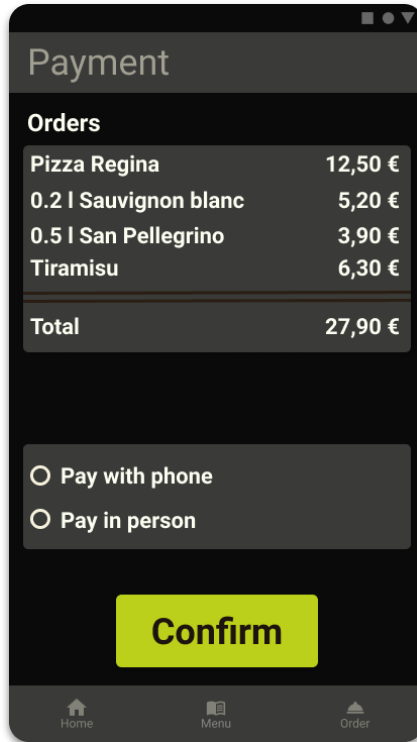 Payment
Orders
Pizza Regina 12,50 €
0.2 l Sauvignon blanc 5,20 €
0.5 l San Pellegrino 3,90 €
Tiramisu 6,30 €
Total 27,90 €
Pay with phone
Pay in person
Confirm
Home Menu Order